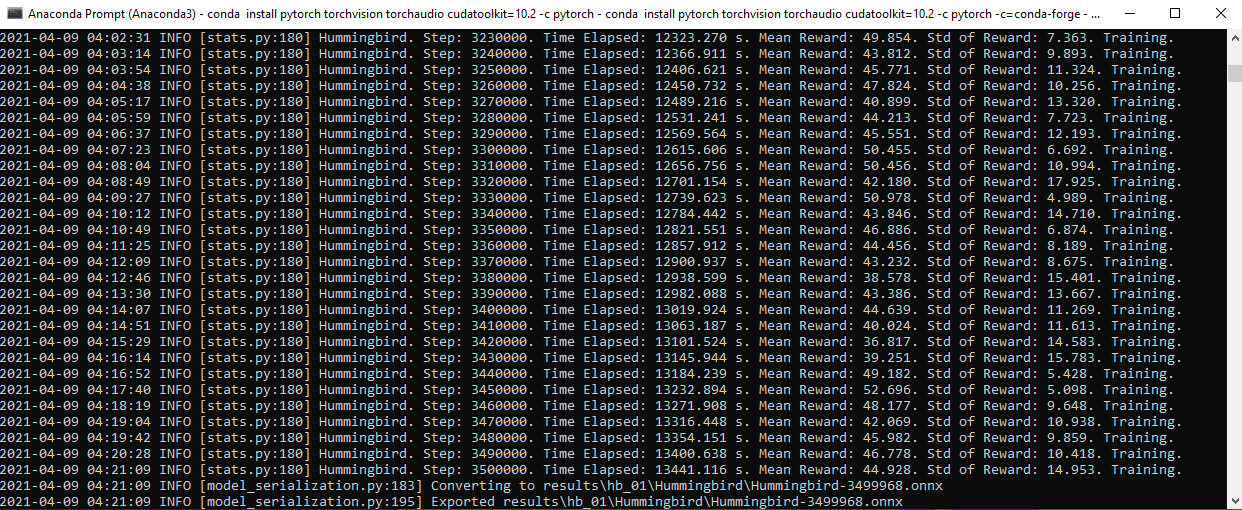 Anaconda Prompt (Anaconda3) - conda  install pytorch torchvision torchaudio cudatoolkit=10.2 -c pytorch - conda  install pytorch torchvision torchaudio cudatoolkit=10.2 -c pytorch -c=conda-forge - ...
2021-04-09 04:02:31 INFO [stats.py:180] Hummingbird. Step: 3230000. Time Elapsed: 12323.270 s. Mean Reward: 49.854. Std of Reward: 7.363. Training.
2021-04-09 04:03:14 INFO [stats.py:180] Hummingbird. Step: 3240000. Time Elapsed: 12366.911 s. Mean Reward: 43.812. Std of Reward: 9.893. Training.
2021-04-09 04:03:54 INFO [stats.py:180] Hummingbird. Step: 3250000. Time Elapsed: 12406.621 s. Mean Reward: 45.771. Std of Reward: 11.324. Training.
2021-04-09 04:04:38 INFO [stats.py:180] Hummingbird. Step: 3260000. Time Elapsed: 12450.732 s. Mean Reward: 47.824. Std of Reward: 10.256. Training.
2021-04-09 04:05:17 INFO [stats.py:180] Hummingbird. Step: 3270000. Time Elapsed: 12489.216 s. Mean Reward: 40.899. Std of Reward: 13.320. Training.
2021-04-09 04:05:59 INFO [stats.py:180] Hummingbird. Step: 3280000. Time Elapsed: 12531.241 s. Mean Reward: 44.213. Std of Reward: 7.723. Training.
2021-04-09 04:06:37 INFO [stats.py:180] Hummingbird. Step: 3290000. Time Elapsed: 12569.564 s. Mean Reward: 45.551. Std of Reward: 12.193. Training.
2021-04-09 04:07:23 INFO [stats.py:180] Hummingbird. Step: 3300000. Time Elapsed: 12615.606 s. Mean Reward: 50.455. Std of Reward: 6.692. Training.
2021-04-09 04:08:04 INFO [stats.py:180] Hummingbird. Step: 3310000. Time Elapsed: 12656.756 s. Mean Reward: 50.456. Std of Reward: 10.994. Training.
2021-04-09 04:08:49 INFO [stats.py:180] Hummingbird. Step: 3320000. Time Elapsed: 12701.154 s. Mean Reward: 42.180. Std of Reward: 17.925. Training.
2021-04-09 04:09:27 INFO [stats.py:180] Hummingbird. Step: 3330000. Time Elapsed: 12739.623 s. Mean Reward: 50.978. Std of Reward: 4.989. Training.
2021-04-09 04:10:12 INFO [stats.py:180] Hummingbird. Step: 3340000. Time Elapsed: 12784.442 s. Mean Reward: 43.846. Std of Reward: 14.710. Training.
2021-04-09 04:10:49 INFO [stats.py:180] Hummingbird. Step: 3350000. Time Elapsed: 12821.551 s. Mean Reward: 46.886. Std of Reward: 6.874. Training.
2021-04-09 04:11:25 INFO [stats.py:180] Hummingbird. Step: 3360000. Time Elapsed: 12857.912 s. Mean Reward: 44.456. Std of Reward: 8.189. Training.
2021-04-09 04:12:09 INFO [stats.py:180] Hummingbird. Step: 3370000. Time Elapsed: 12900.937 s. Mean Reward: 43.232. Std of Reward: 8.675. Training.
2021-04-09 04:12:46 INFO [stats.py:180] Hummingbird. Step: 3380000. Time Elapsed: 12938.599 s. Mean Reward: 38.578. Std of Reward: 15.401. Training.
2021-04-09 04:13:30 INFO [stats.py:180] Hummingbird. Step: 3390000. Time Elapsed: 12982.088 s. Mean Reward: 43.386. Std of Reward: 13.667. Training.
2021-04-09 04:14:07 INFO [stats.py:180] Hummingbird. Step: 3400000. Time Elapsed: 13019.924 s. Mean Reward: 44.639. Std of Reward: 11.269. Training.
2021-04-09 04:14:51 INFO [stats.py:180] Hummingbird. Step: 3410000. Time Elapsed: 13063.187 s. Mean Reward: 40.024. Std of Reward: 11.613. Training.
2021-04-09 04:15:29 INFO [stats.py:180] Hummingbird. Step: 3420000. Time Elapsed: 13101.524 s. Mean Reward: 36.817. Std of Reward: 14.583. Training.
2021-04-09 04:16:14 INFO [stats.py:180] Hummingbird. Step: 3430000. Time Elapsed: 13145.944 s. Mean Reward: 39.251. Std of Reward: 15.783. Training.
2021-04-09 04:16:52 INFO [stats.py:180] Hummingbird. Step: 3440000. Time Elapsed: 13184.239 s. Mean Reward: 49.182. Std of Reward: 5.428. Training.
2021-04-09 04:17:40 INFO [stats.py:180] Hummingbird. Step: 3450000. Time Elapsed: 13232.894 s. Mean Reward: 52.696. Std of Reward: 5.098. Training.
2021-04-09 04:18:19 INFO [stats.py:180] Hummingbird. Step: 3460000. Time Elapsed: 13271.908 s. Mean Reward: 48.177. Std of Reward: 9.648. Training.
2021-04-09 04:19:04 INFO [stats.py:180] Hummingbird. Step: 3470000. Time Elapsed: 13316.448 s. Mean Reward: 42.069. Std of Reward: 10.938. Training.
2021-04-09 04:19:42 INFO [stats.py:180] Hummingbird. Step: 3480000. Time Elapsed: 13354.151 s. Mean Reward: 45.982. Std of Reward: 9.859. Training.
2021-04-09 04:20:28 INFO [stats.py:180] Hummingbird. Step: 3490000. Time Elapsed: 13400.638 s. Mean Reward: 46.778. Std of Reward: 10.418. Training.
2021-04-09 04:21:09 INFO [stats.py:180] Hummingbird. Step: 3500000. Time Elapsed: 13441.116 s. Mean Reward: 44.928. Std of Reward: 14.953. Training.
2021-04-09 04:21:09 INFO [model_serialization.py:183] Converting to results\hb_01\Hummingbird\Hummingbird-3499968.onnx
2021-04-09 04:21:09 INFO [model_serialization.py:195] Exported results\hb_01\Hummingbird\Hummingbird-3499968.onnx